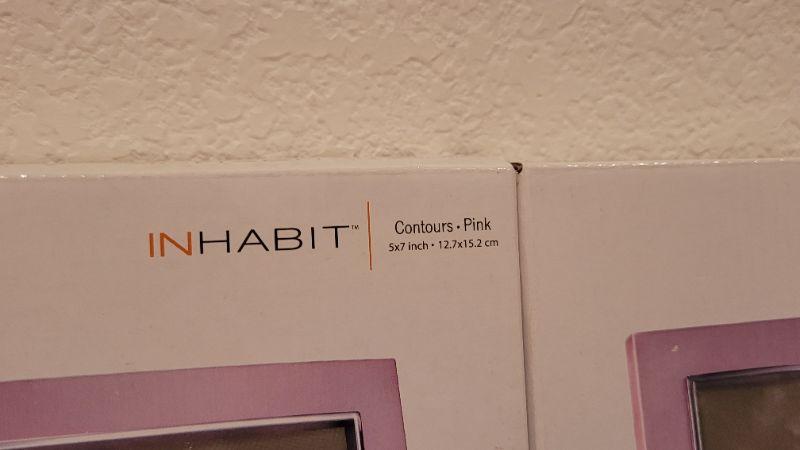 INHABIT™
Contours • Pink
5x7 inch • 12.7x15.2 cm